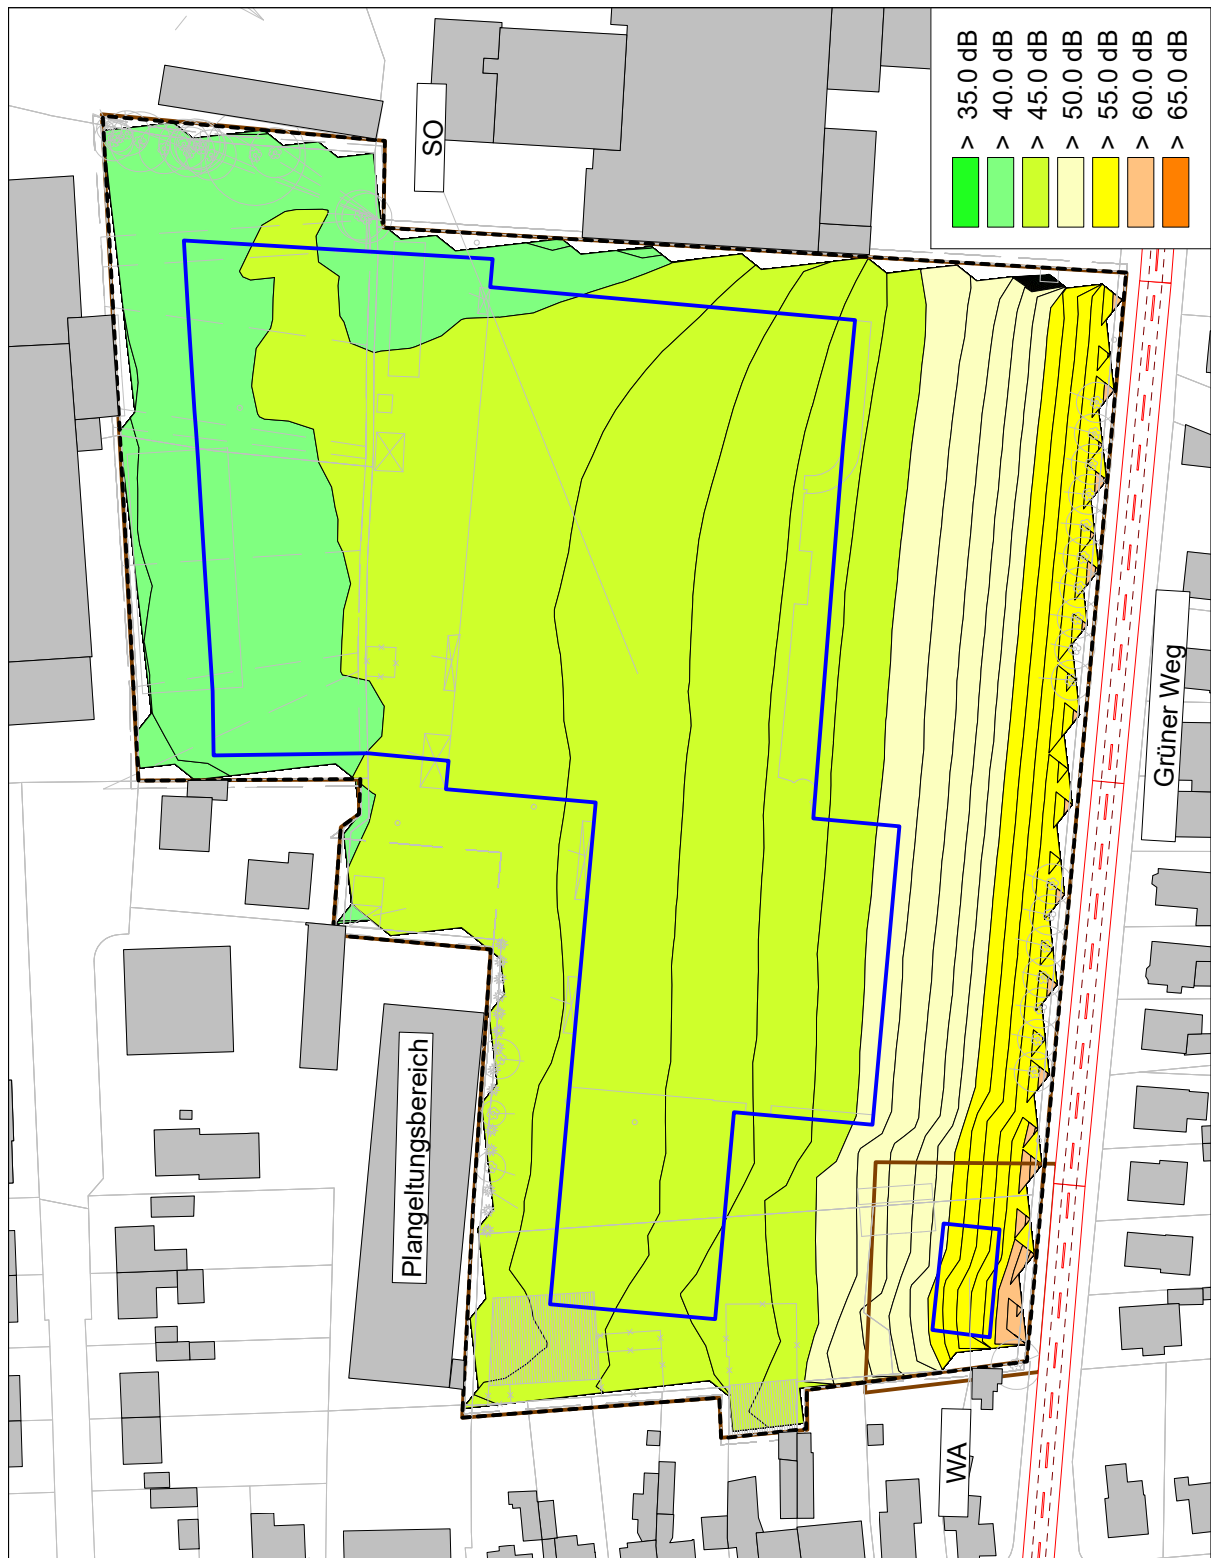 SO
> 35.0 dB
> 40.0 dB
> 45.0 dB
> 50.0 dB
> 55.0 dB
> 60.0 dB
> 65.0 dB
Plangeltungsbereich
Grüner Weg
WA